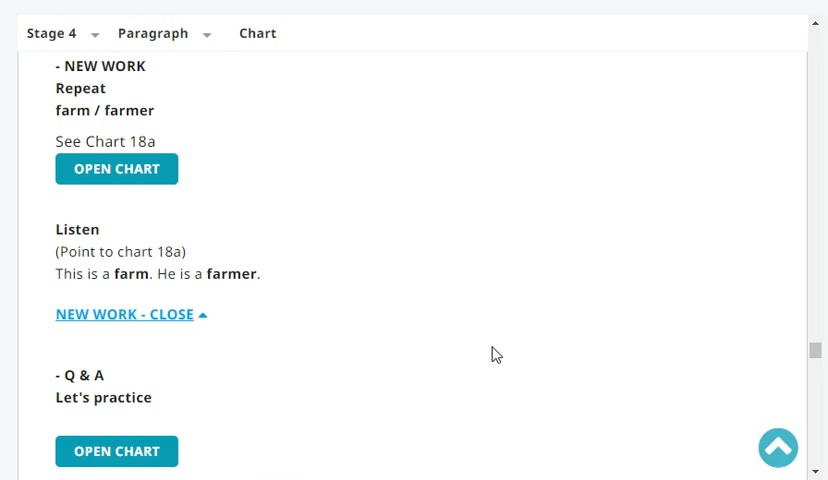 Stage 4 Paragraph Chart
- NEW WORK
Repeat
farm / farmer
See Chart 18a
OPEN CHART
Listen
(Point to chart 18a)
This is a farm. He is a farmer.
NEW WORK - CLOSE
- Q & A
Let's practice
OPEN CHART